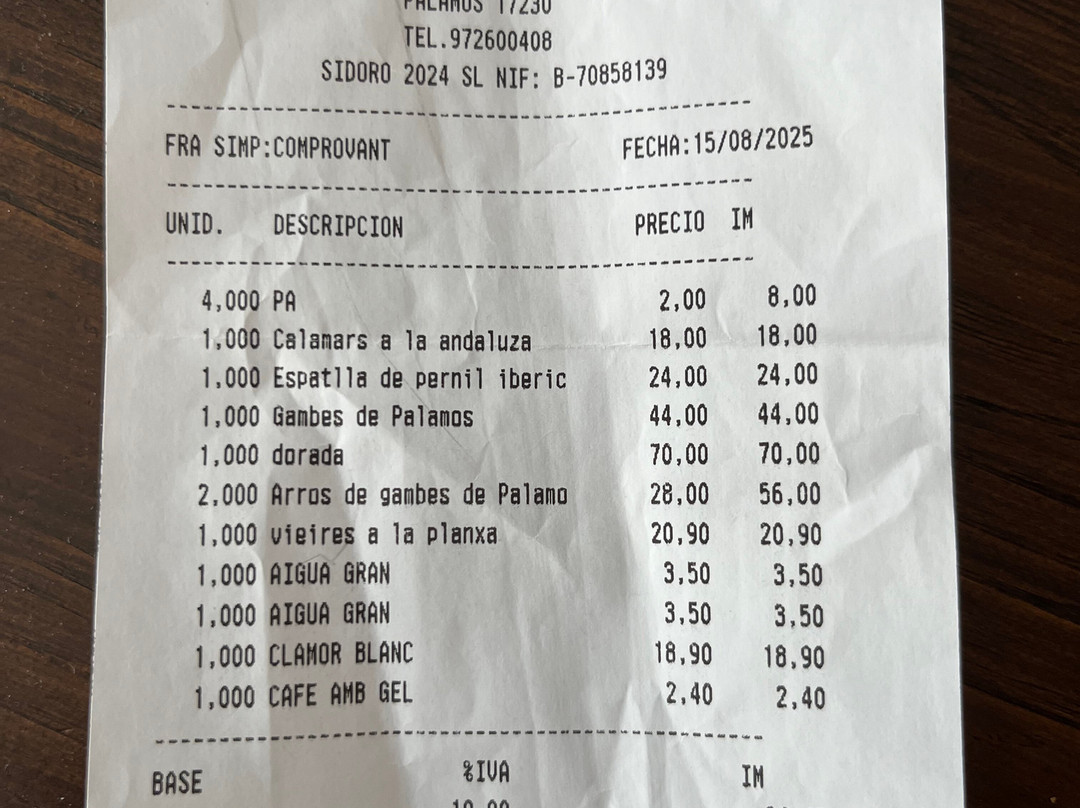 PALAMOS 17230
TEL.972600408
SIDORO 2024 SL NIF: B-70858139
FRA SIMP:COMPROVANT FECHA:15/08/2025
UNID. DESCRIPCION PRECIO IM
4,000 PA 2,00 8,00
1,000 Calamars a la andaluza 18,00 18,00
1,000 Espatlla de pernil iberic 24,00 24,00
1,000 Gambes de Palamos 44,00 44,00
1,000 dorada 70,00 70,00
2,000 Arros de gambes de Palamo 28,00 56,00
1,000 vieires a la planxa 20,90 20,90
1,000 AIGUA GRAN 3,50 3,50
1,000 AIGUA GRAN 3,50 3,50
1,000 CLAMOR BLANC 18,90 18,90
1,000 CAFE AMB GEL 2,40 2,40
BASE %IVA IM
10,00